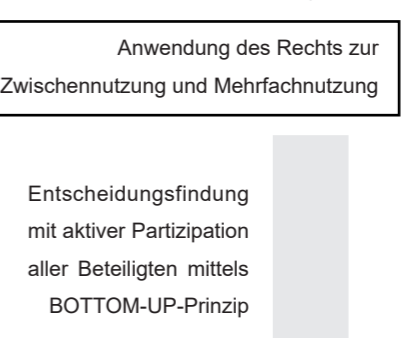 Anwendung des Rechts zur
Zwischennutzung und Mehrfachnutzung
Entscheidungsfindung
mit aktiver Partizipation
aller Beteiligten mittels
BOTTOM-UP-Prinzip